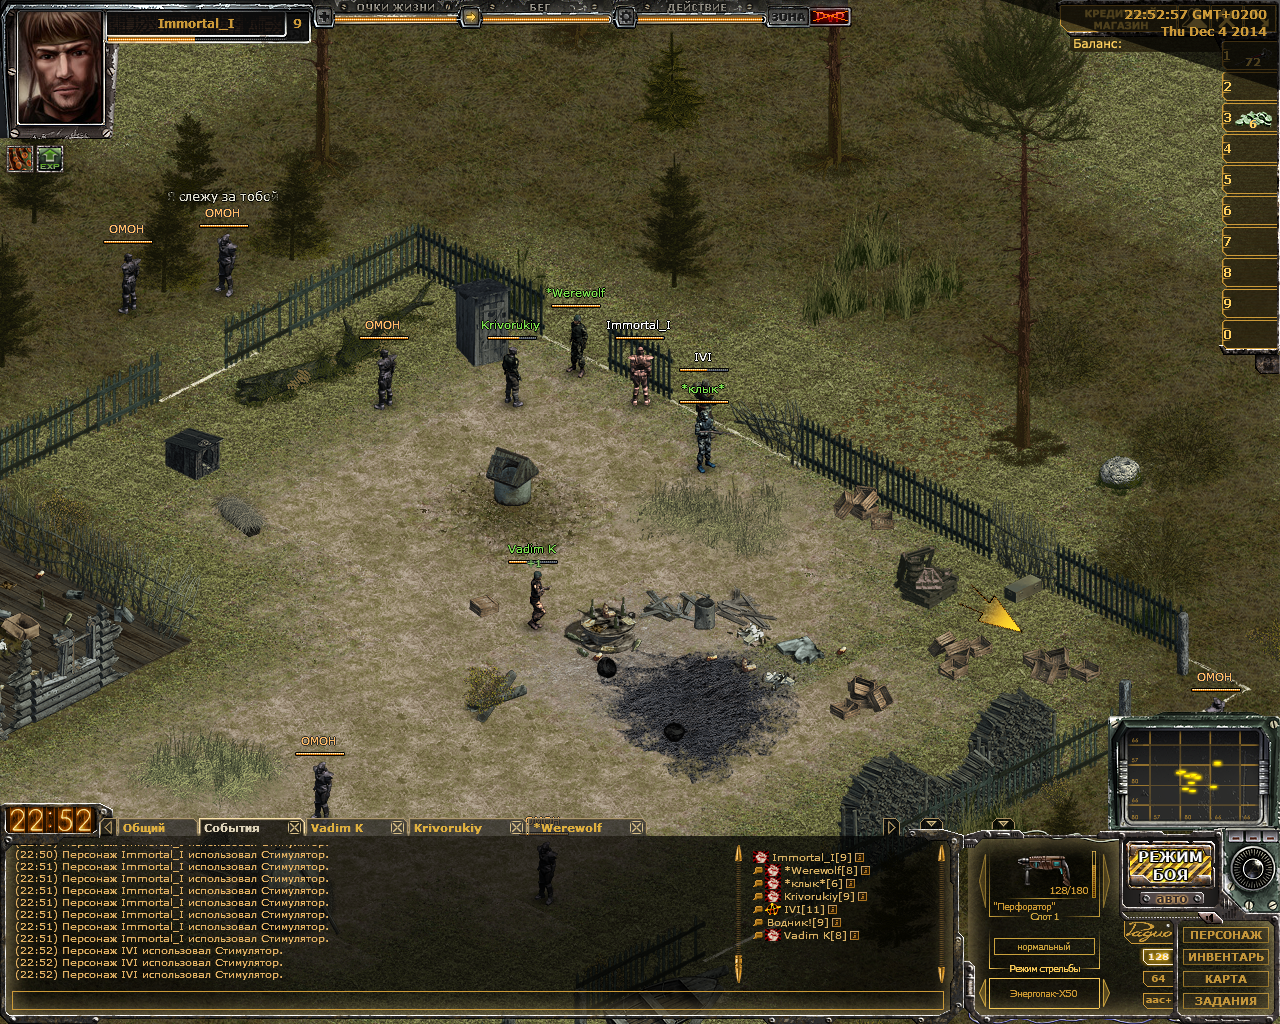 Immortal_I 9
ОЧКИ ЖИЗНИ
БЕГ
ДЕЙСТВИЕ
ЗОНА
22:52:57 GMT+0200
Thu Dec 4 2014
МАГАЗИН
Баланс:
1
72
2
3
6
4
5
6
7
8
9
0
EXP
Я слежу за тобой
ОМОН
ОМОН
*Werewolf
ОМОН
Krivorukiy
Immortal_I
IVI
*клык*
Vadim K
ОМОН
ОМОН
22:52
Общий
События
Vadim K
Krivorukiy
*Werewolf
(22:50) Персонаж Immortal_I использовал Стимулятор.
(22:51) Персонаж Immortal_I использовал Стимулятор.
(22:51) Персонаж Immortal_I использовал Стимулятор.
(22:51) Персонаж Immortal_I использовал Стимулятор.
(22:51) Персонаж Immortal_I использовал Стимулятор.
(22:51) Персонаж Immortal_I использовал Стимулятор.
(22:51) Персонаж Immortal_I использовал Стимулятор.
(22:51) Персонаж Immortal_I использовал Стимулятор.
(22:52) Персонаж IVI использовал Стимулятор.
(22:52) Персонаж IVI использовал Стимулятор.
(22:52) Персонаж IVI использовал Стимулятор.
Immortal_I[9]
*Werewolf[8]
*клык*[6]
Krivorukiy[9]
IVI[11]
Водник![9]
Vadim K[8]
128/180
"Перфоратор"
Слот 1
нормальный
Режим стрельбы
Энергопак-X50
РЕЖИМ
БОЯ
авто
Радио
128
64
aac+
ПЕРСОНАЖ
ИНВЕНТАРЬ
КАРТА
ЗАДАНИЯ